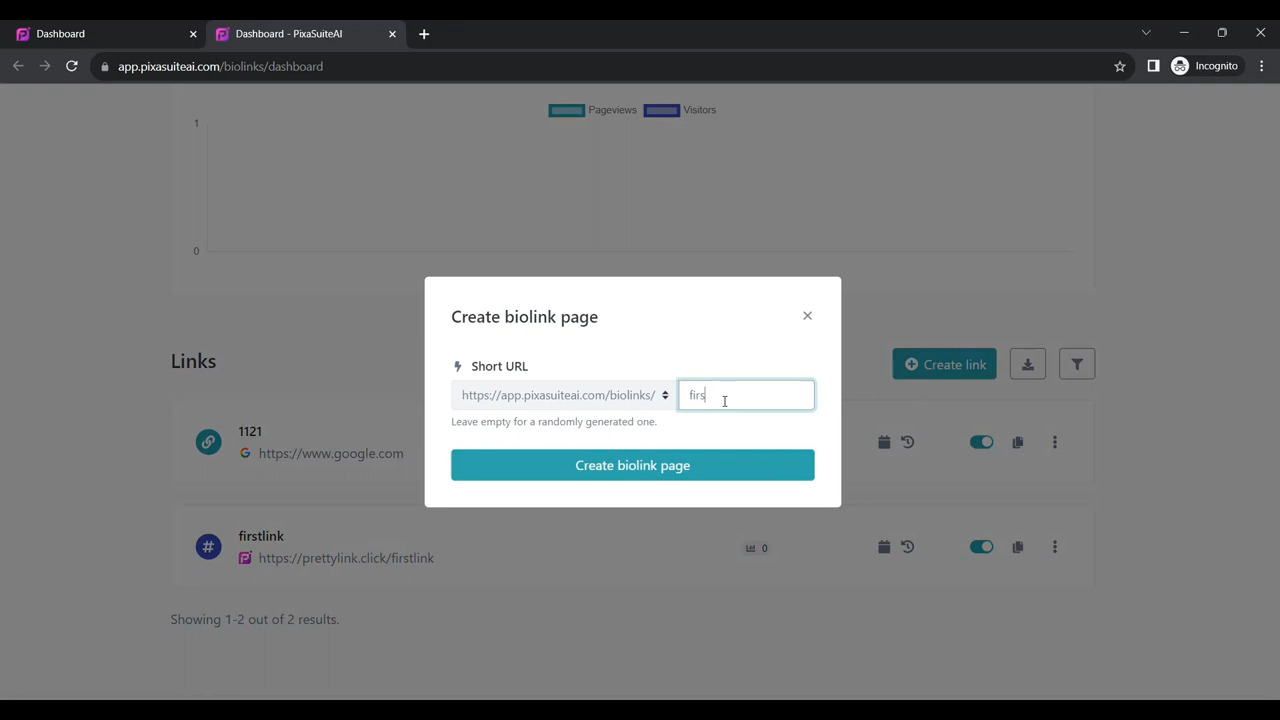 Dashboard
Dashboard - PixaSuiteAI
app.pixasuiteai.com/biolinks/dashboard
Incognito
Pageviews
Visitors
1
0
Create biolink page
Short URL
https://app.pixasuiteai.com/biolinks/
firs
Leave empty for a randomly generated one.
Create biolink page
Links
Create link
1121
https://www.google.com
firstlink
https://prettylink.click/firstlink
0
Showing 1-2 out of 2 results.